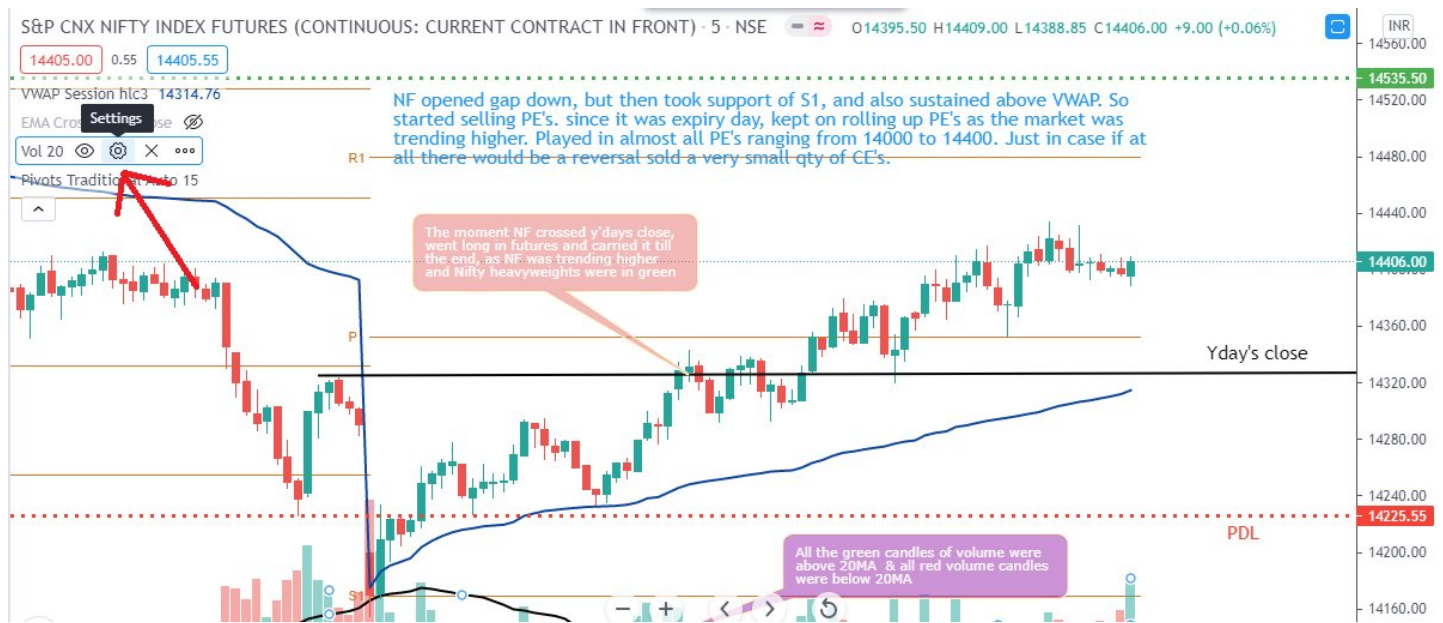 S&P CNX NIFTY INDEX FUTURES (CONTINUOUS: CURRENT CONTRACT IN FRONT) · 5 · NSE
O14395.50 H14409.00 L14388.85 C14406.00 +9.00 (+0.06%)
INR
14405.00 0.55 14405.55
VWAP Session hlc3 14314.76
EMA Cros ose
Settings
Vol 20
Pivots Traditional Auto 15
NF opened gap down, but then took support of S1, and also sustained above VWAP. So
started selling PE's. since it was expiry day, kept on rolling up PE's as the market was
trending higher. Played in almost all PE's ranging from 14000 to 14400. Just in case if at
all there would be a reversal sold a very small qty of CE's.
R1
The moment NF crossed y'days close,
went long in futures and carried it till
the end, as NF was trending higher
and Nifty heavyweights were in green
P
Yday's close
PDL
All the green candles of volume were
above 20MA & all red volume candles
were below 20MA
S1
14560.00
14535.50
14520.00
14480.00
14440.00
14406.00
14360.00
14320.00
14280.00
14240.00
14225.55
14200.00
14160.00